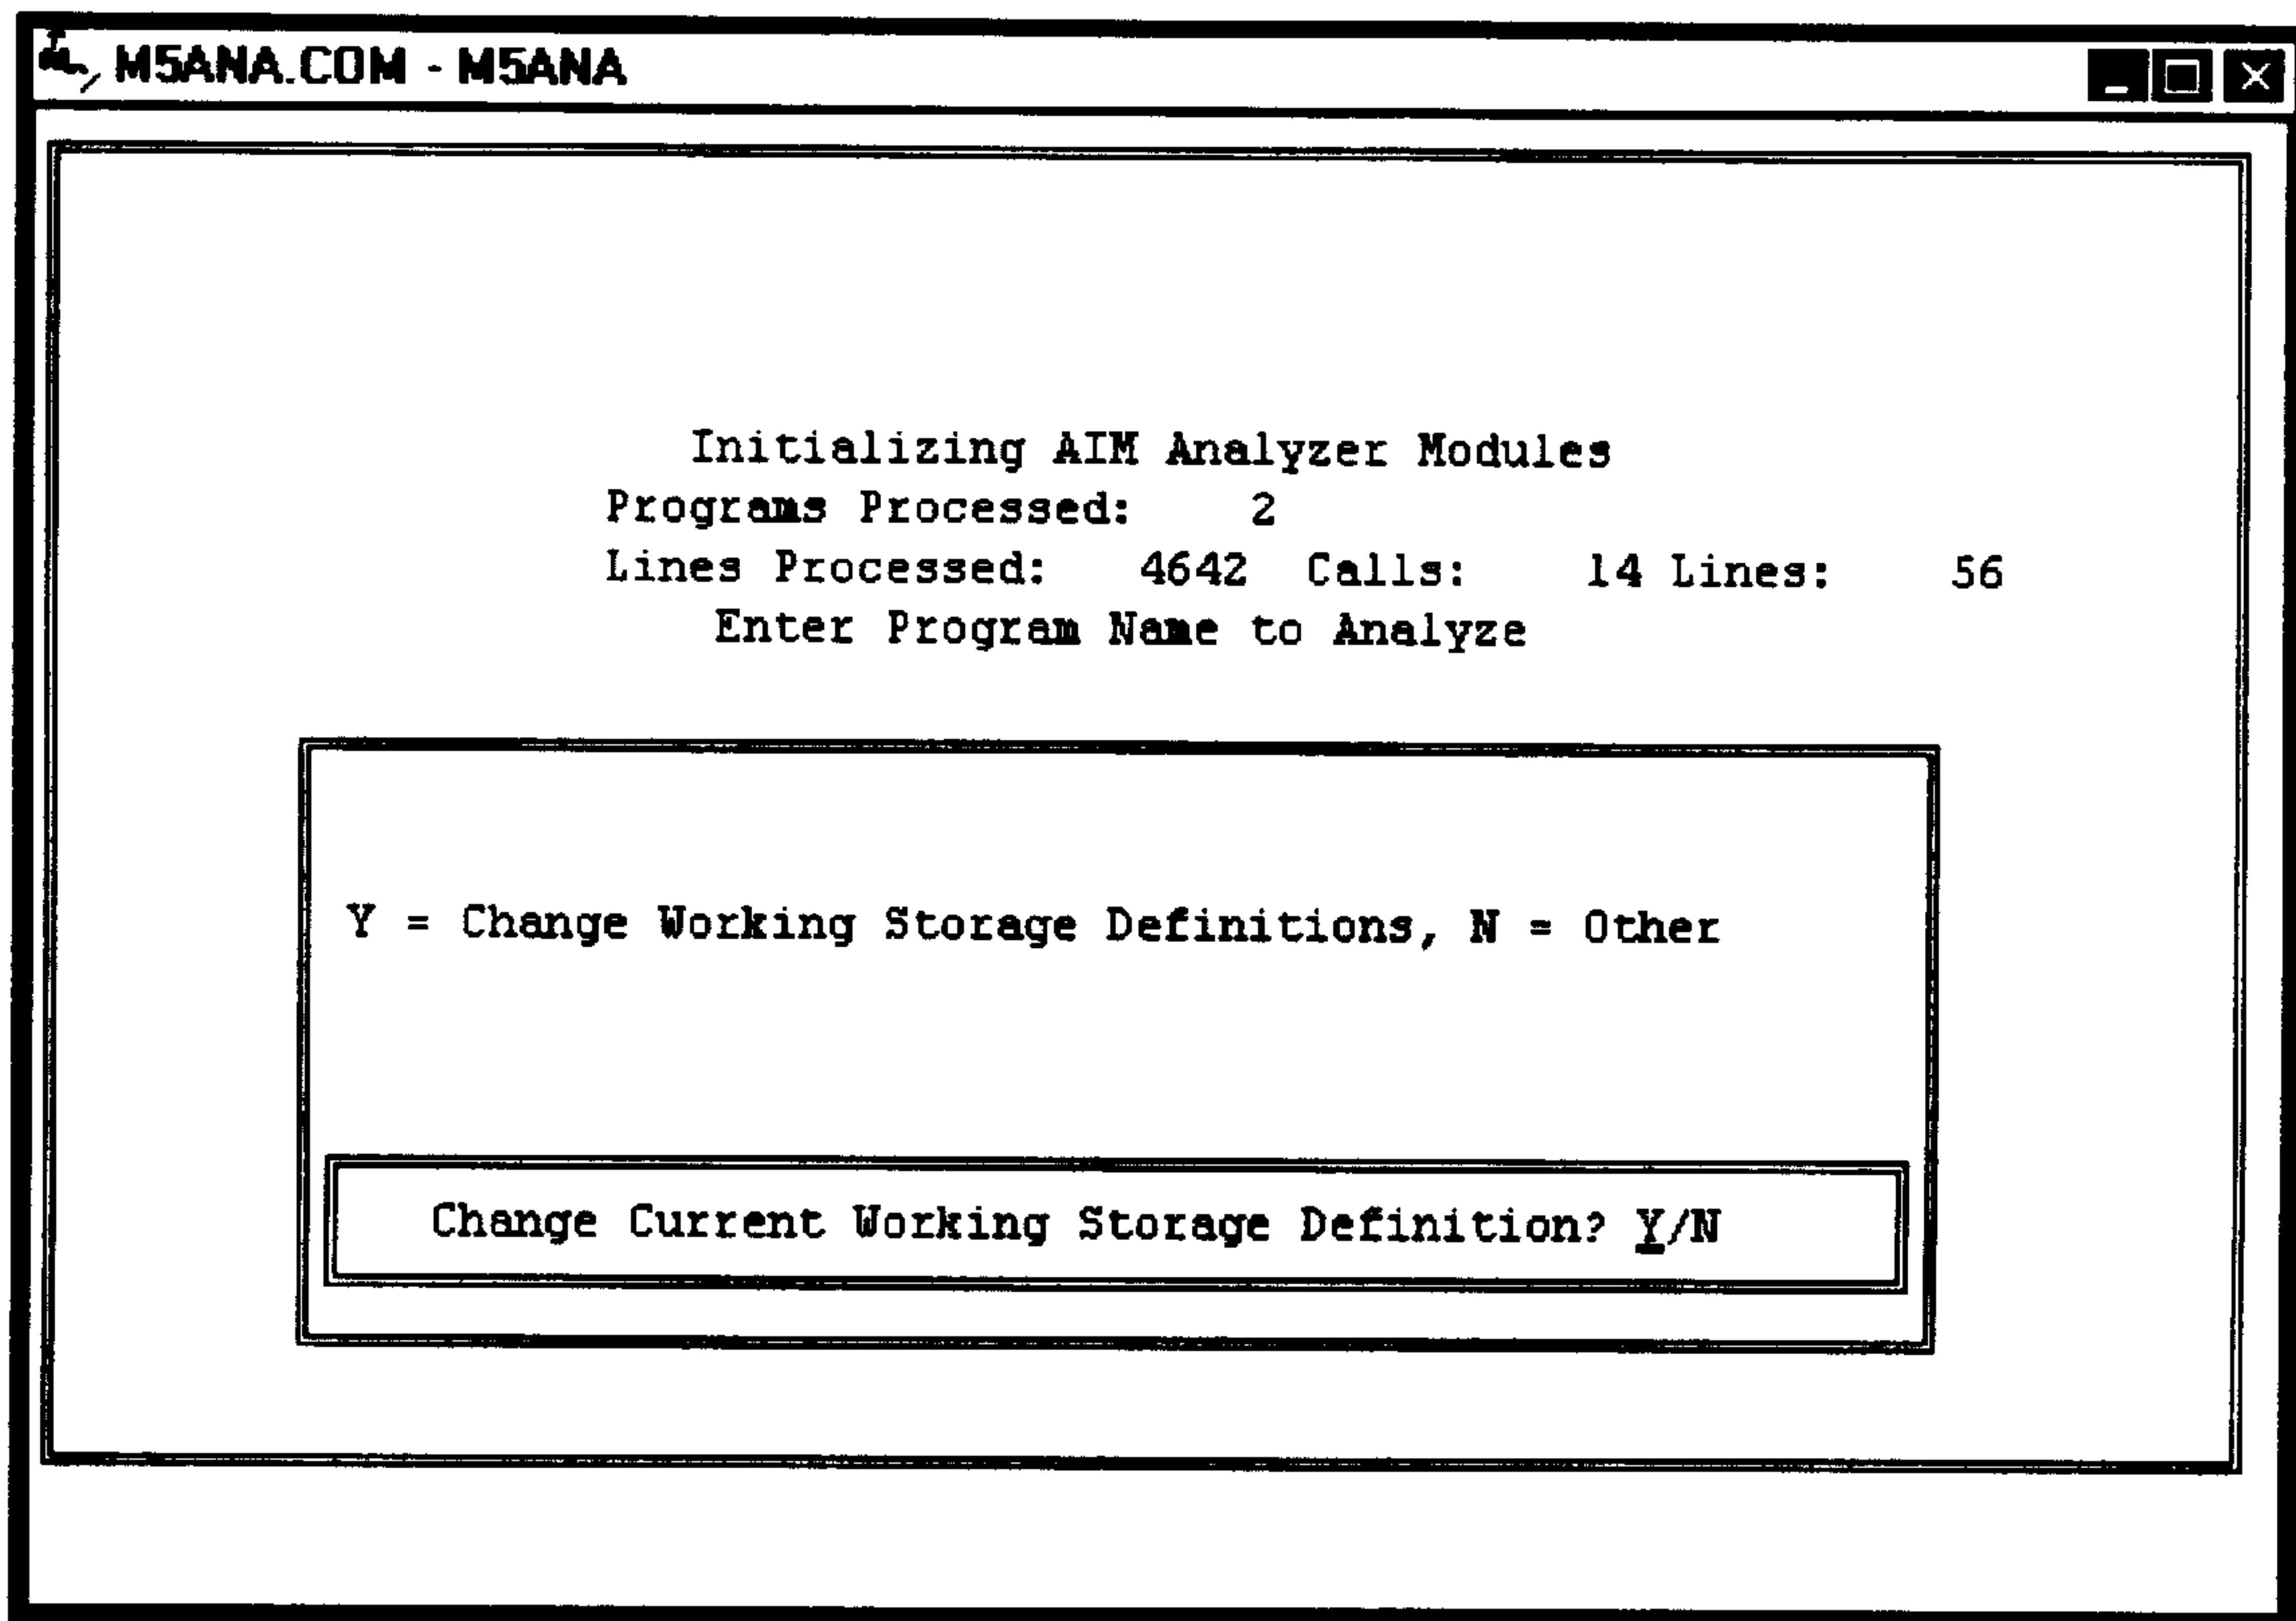 M5ANA.COM - M5ANA
Initializing AIM Analyzer Modules
Programs Processed: 2
Lines Processed: 4642 Calls: 14 Lines: 56
Enter Program Name to Analyze
Y = Change Working Storage Definitions, N = Other
Change Current Working Storage Definition? Y/N